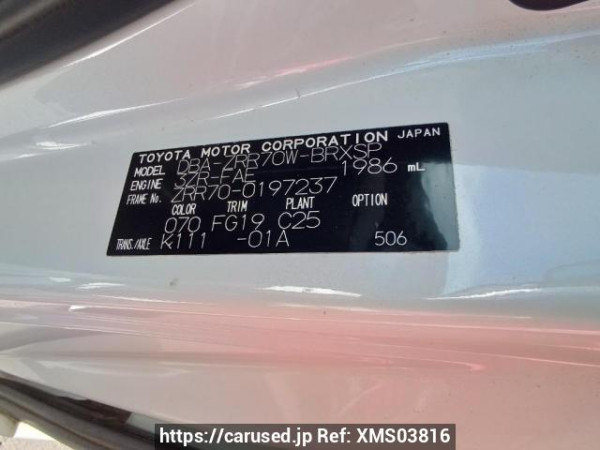 TOYOTA MOTOR CORPORATION JAPAN
MODEL DBA-ZRR70W-BRXSP
ENGINE 3ZR-FAE 1986 mL
FRAME No. ZRR70-0197237
COLOR TRIM PLANT OPTION
070 FG19 C25
TRANS./AXLE K111 -01A 506
https://carused.jp Ref: XMS03816